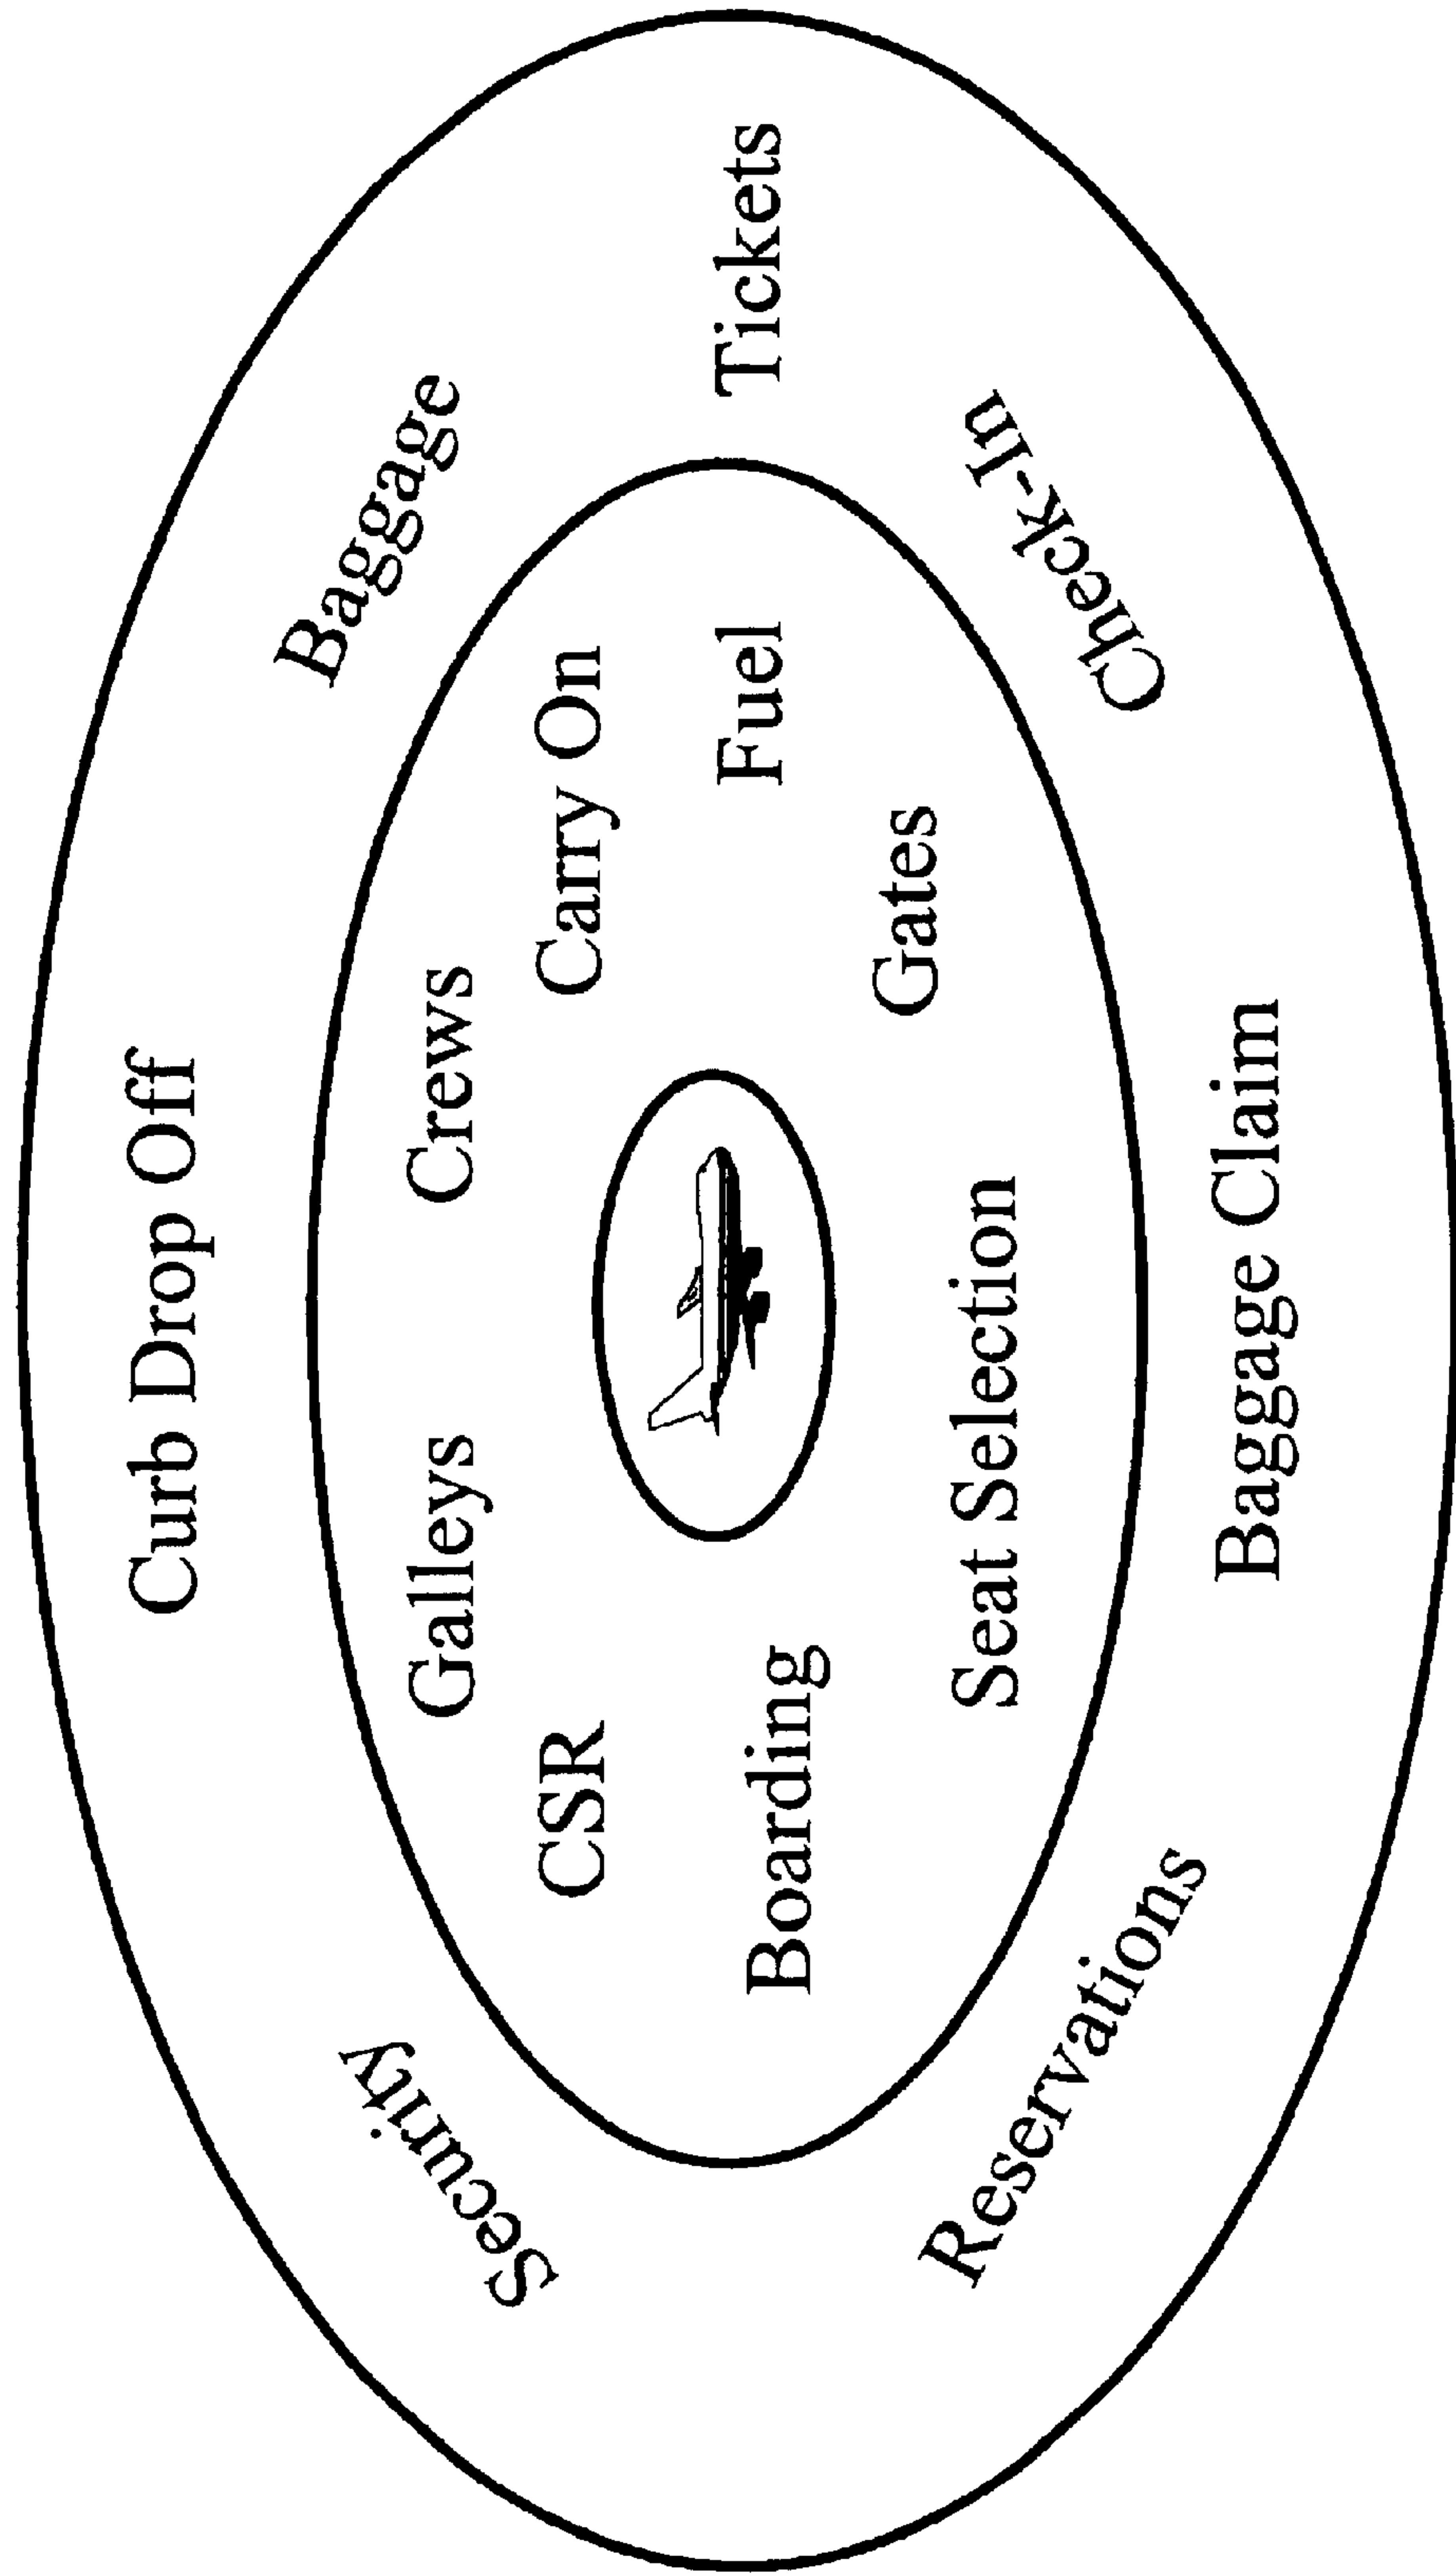 Curb Drop Off
Security
Baggage
Galleys
Crews
CSR
Carry On
Tickets
Fuel
Boarding
Gates
Seat Selection
Check-In
Reservations
Baggage Claim